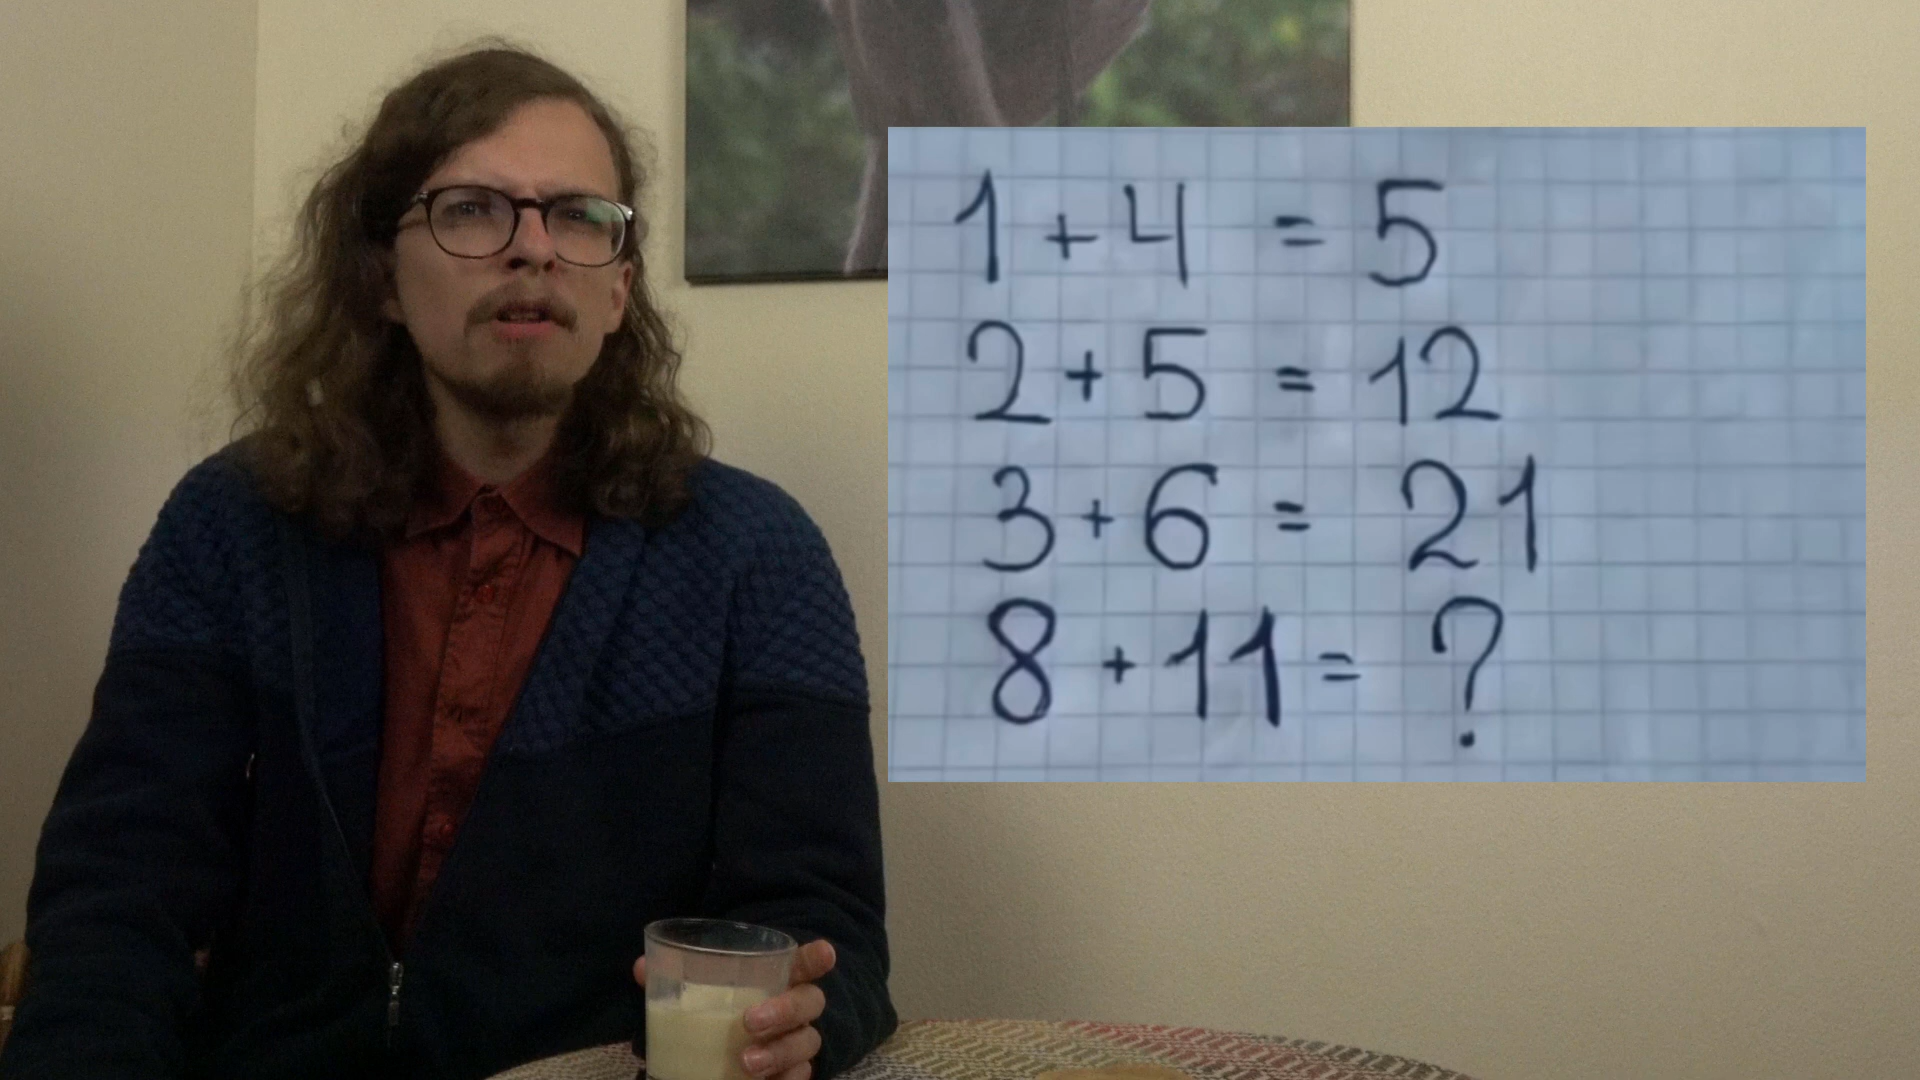 1 + 4 = 5
2 + 5 = 12
3 + 6 = 21
8 + 11 = ?